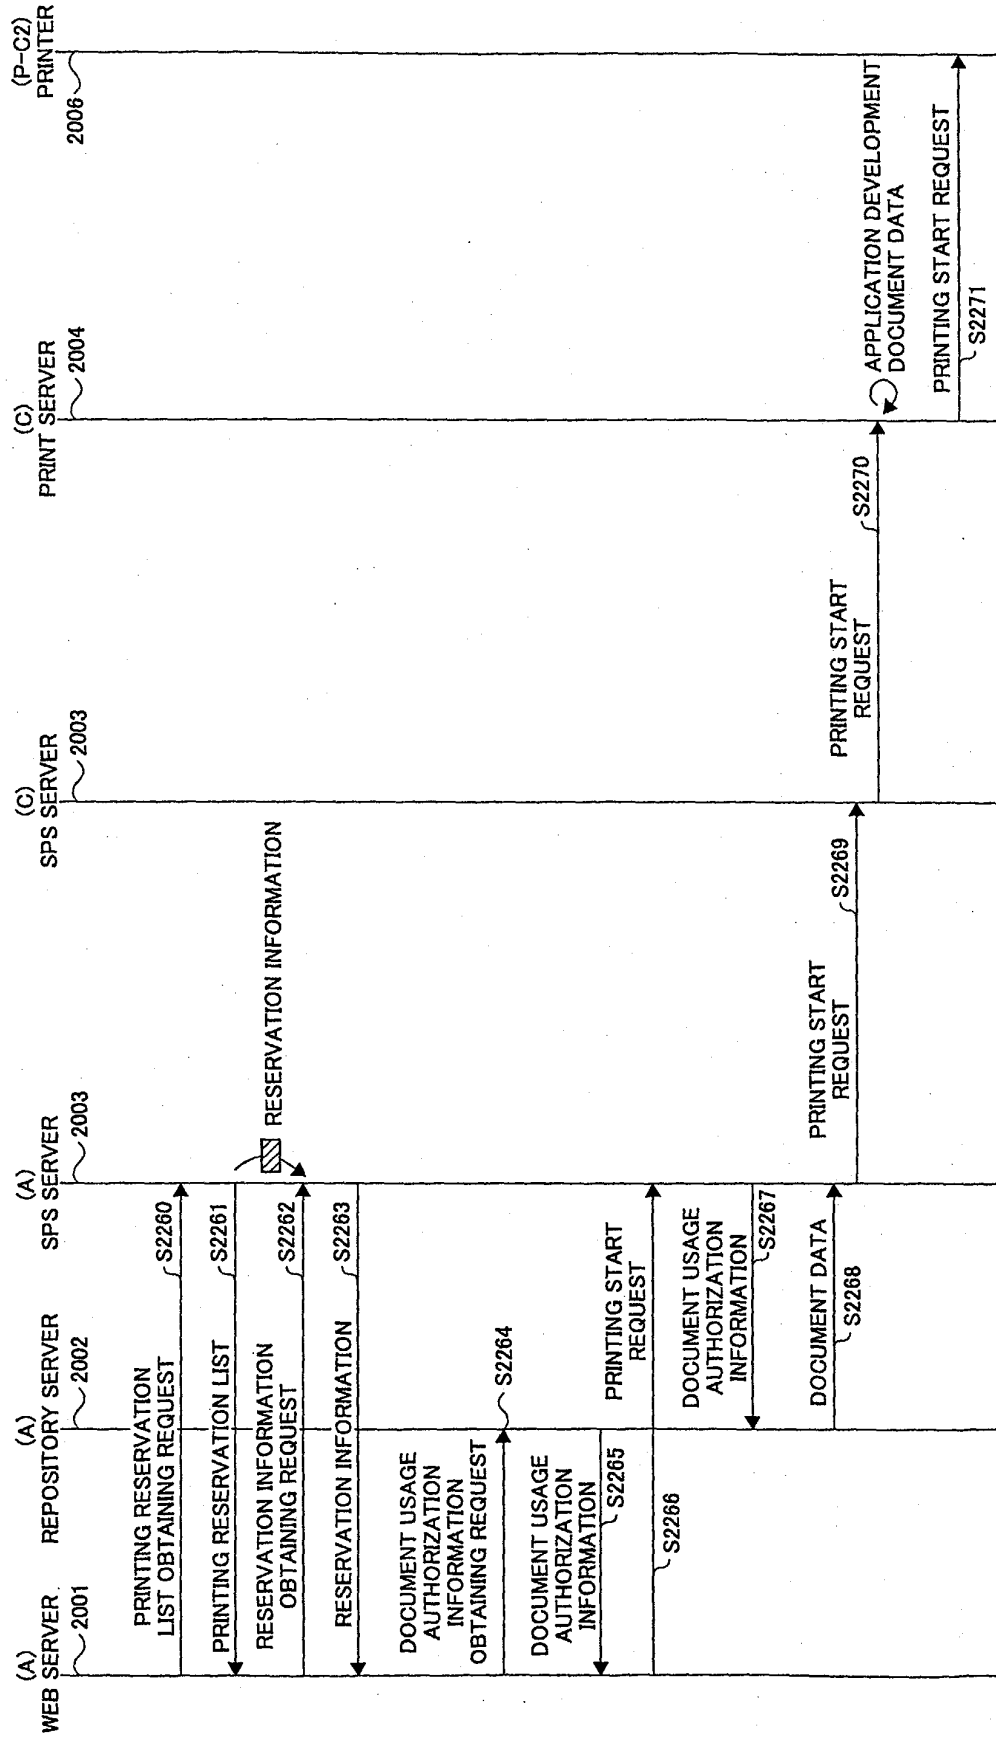 (A)
WEB SERVER
2001
(A)
REPOSITORY SERVER
2002
(A)
SPS SERVER
2003
(C)
SPS SERVER
2003
(C)
PRINT SERVER
2004
(P-C2)
PRINTER
2006
PRINTING RESERVATION
LIST OBTAINING REQUEST
S2260
PRINTING RESERVATION LIST
S2261
RESERVATION INFORMATION
RESERVATION INFORMATION
OBTAINING REQUEST
S2262
RESERVATION INFORMATION
S2263
DOCUMENT USAGE
AUTHORIZATION
INFORMATION
OBTAINING REQUEST
S2264
DOCUMENT USAGE
AUTHORIZATION
INFORMATION
S2265
PRINTING START
REQUEST
S2266
DOCUMENT USAGE
AUTHORIZATION
INFORMATION
S2267
DOCUMENT DATA
S2268
PRINTING START
REQUEST
S2269
PRINTING START
REQUEST
S2270
APPLICATION DEVELOPMENT
DOCUMENT DATA
PRINTING START REQUEST
S2271